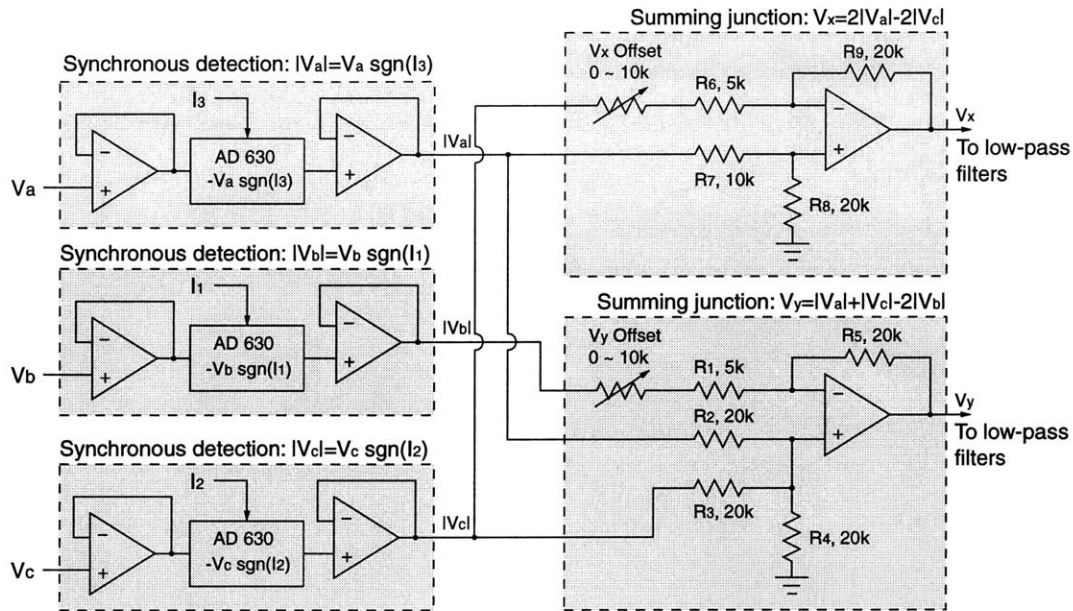 Summing junction: Vx=2|Va|-2|Vc|
Synchronous detection: |Va|=Va sgn(I3)
Vx Offset
0 ~ 10k
R9, 20k
R6, 5k
I3
AD 630
-Va sgn(I3)
Va
|Va|
R7, 10k
R8, 20k
Vx
To low-pass
filters
Synchronous detection: |Vb|=Vb sgn(I1)
I1
AD 630
-Vb sgn(I1)
Vb
|Vb|
Summing junction: Vy=|Va|+|Vc|-2|Vb|
Vy Offset
0 ~ 10k
R5, 20k
R1, 5k
R2, 20k
R3, 20k
R4, 20k
Vy
To low-pass
filters
Synchronous detection: |Vc|=Vc sgn(I2)
I2
AD 630
-Vc sgn(I2)
Vc
|Vc|
- 
+
-
+
-
+
-
+
-
+
-
+
-
+
-
+